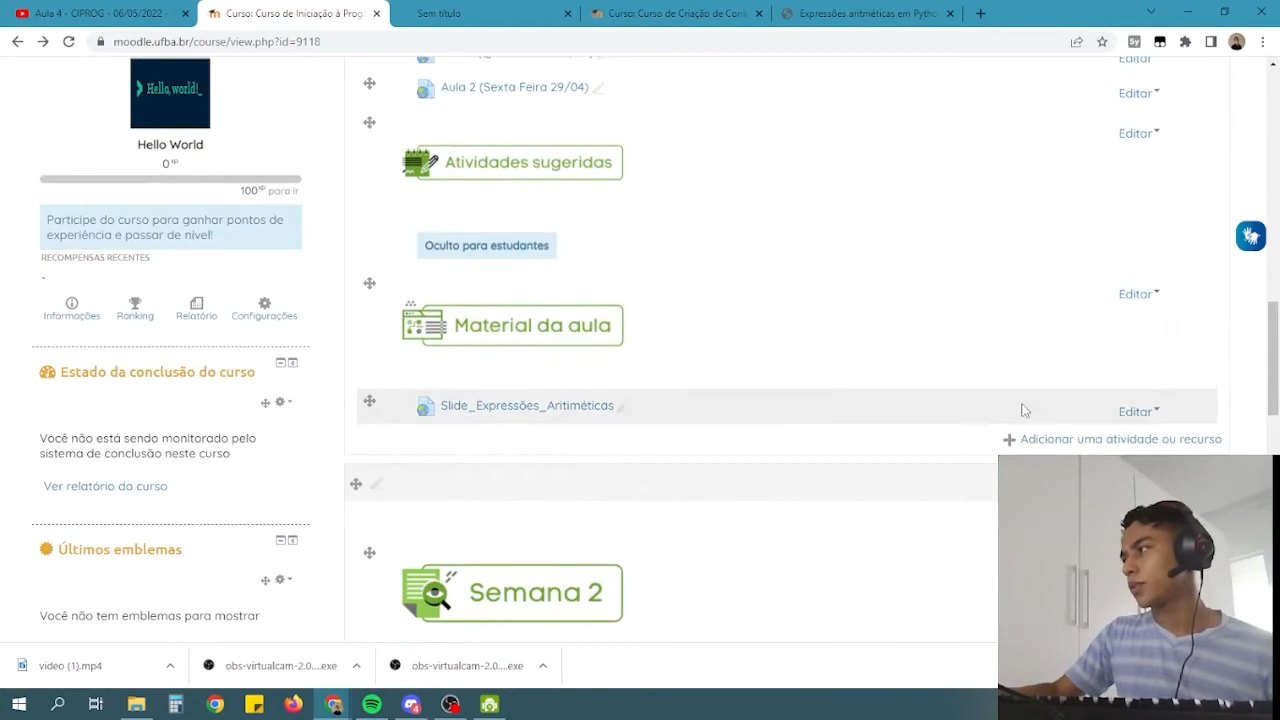 Aula 4 - CIPROG - 06/05/2022 -
Curso: Curso de Iniciação à Progr
Sem título
Curso: Curso de Criação de Cont
Expressões aritméticas em Pytho
moodle.ufba.br/course/view.php?id=9118
Hello, world!_
Hello World
0xp
100xp para ir
Participe do curso para ganhar pontos de
experiência e passar de nível!
RECOMPENSAS RECENTES
-
Informações
Ranking
Relatório
Configurações
Estado da conclusão do curso
Você não está sendo monitorado pelo
sistema de conclusão neste curso
Ver relatório do curso
Últimos emblemas
Você não tem emblemas para mostrar
Editar
Aula 2 (Sexta Feira 29/04)
Editar
Editar
Atividades sugeridas
Oculto para estudantes
Editar
Material da aula
Slide_Expressões_Aritiméticas
Editar
Adicionar uma atividade ou recurso
Semana 2
video (1).mp4
obs-virtualcam-2.0....exe
obs-virtualcam-2.0....exe